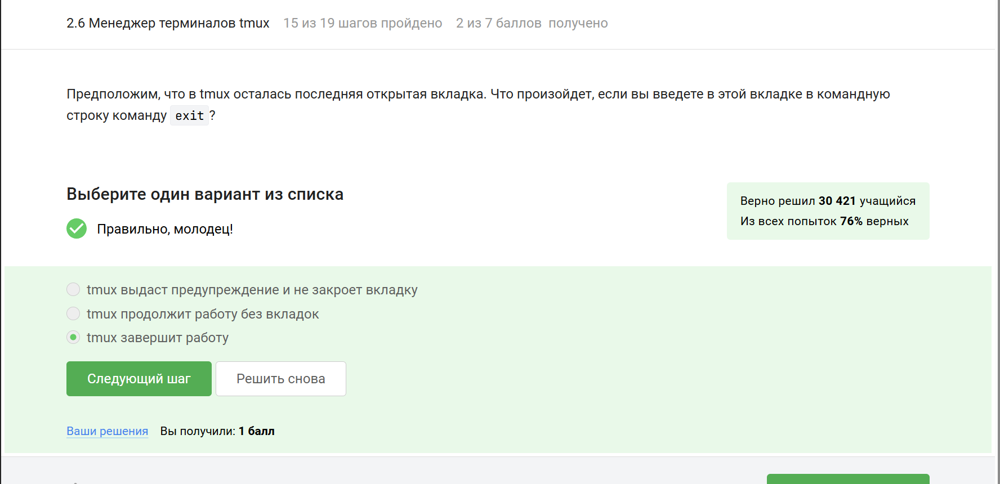 2.6 Менеджер терминалов tmux 15 из 19 шагов пройдено 2 из 7 баллов получено
Предположим, что в tmux осталась последняя открытая вкладка. Что произойдет, если вы введете в этой вкладке в командную
строку команду exit?
Выберите один вариант из списка
Верно решил 30 421 учащийся
Из всех попыток 76% верных
Правильно, молодец!
tmux выдаст предупреждение и не закроет вкладку
tmux продолжит работу без вкладок
tmux завершит работу
Следующий шаг Решить снова
Ваши решения Вы получили: 1 балл